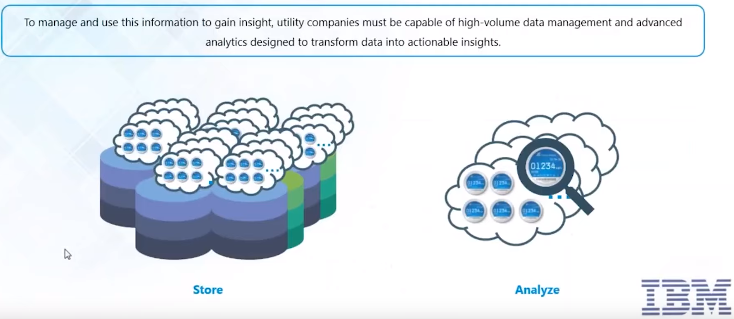 To manage and use this information to gain insight, utility companies must be capable of high-volume data management and advanced
analytics designed to transform data into actionable insights.
01234
Store
Analyze
IBM